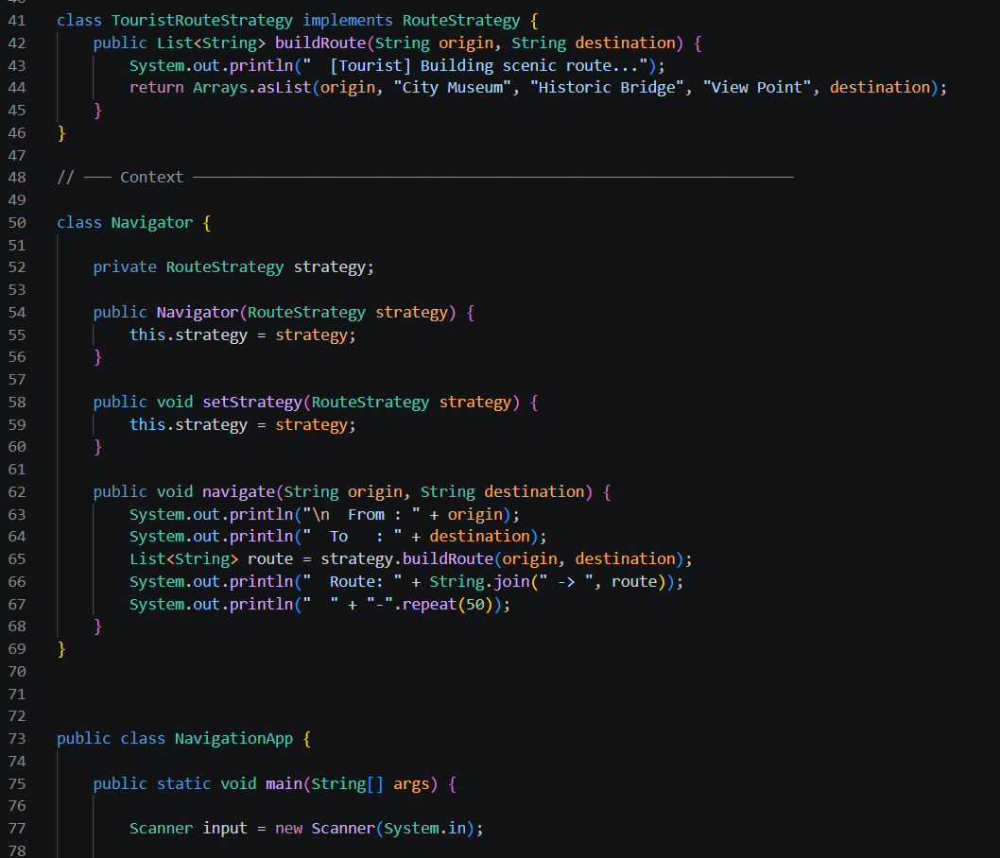 41 class TouristRouteStrategy implements RouteStrategy {
42     public List<String> buildRoute(String origin, String destination) {
43         System.out.println("  [Tourist] Building scenic route...");
44         return Arrays.asList(origin, "City Museum", "Historic Bridge", "View Point", destination);
45     }
46 }
47
48 // ─── Context ──────────────────────────────────────────────────────────────────
49
50 class Navigator {
51
52     private RouteStrategy strategy;
53
54     public Navigator(RouteStrategy strategy) {
55         this.strategy = strategy;
56     }
57
58     public void setStrategy(RouteStrategy strategy) {
59         this.strategy = strategy;
60     }
61
62     public void navigate(String origin, String destination) {
63         System.out.println("\n  From : " + origin);
64         System.out.println("  To   : " + destination);
65         List<String> route = strategy.buildRoute(origin, destination);
66         System.out.println("  Route: " + String.join(" -> ", route));
67         System.out.println("  " + "-".repeat(50));
68     }
69 }
70
71
72
73 public class NavigationApp {
74
75     public static void main(String[] args) {
76
77         Scanner input = new Scanner(System.in);
78